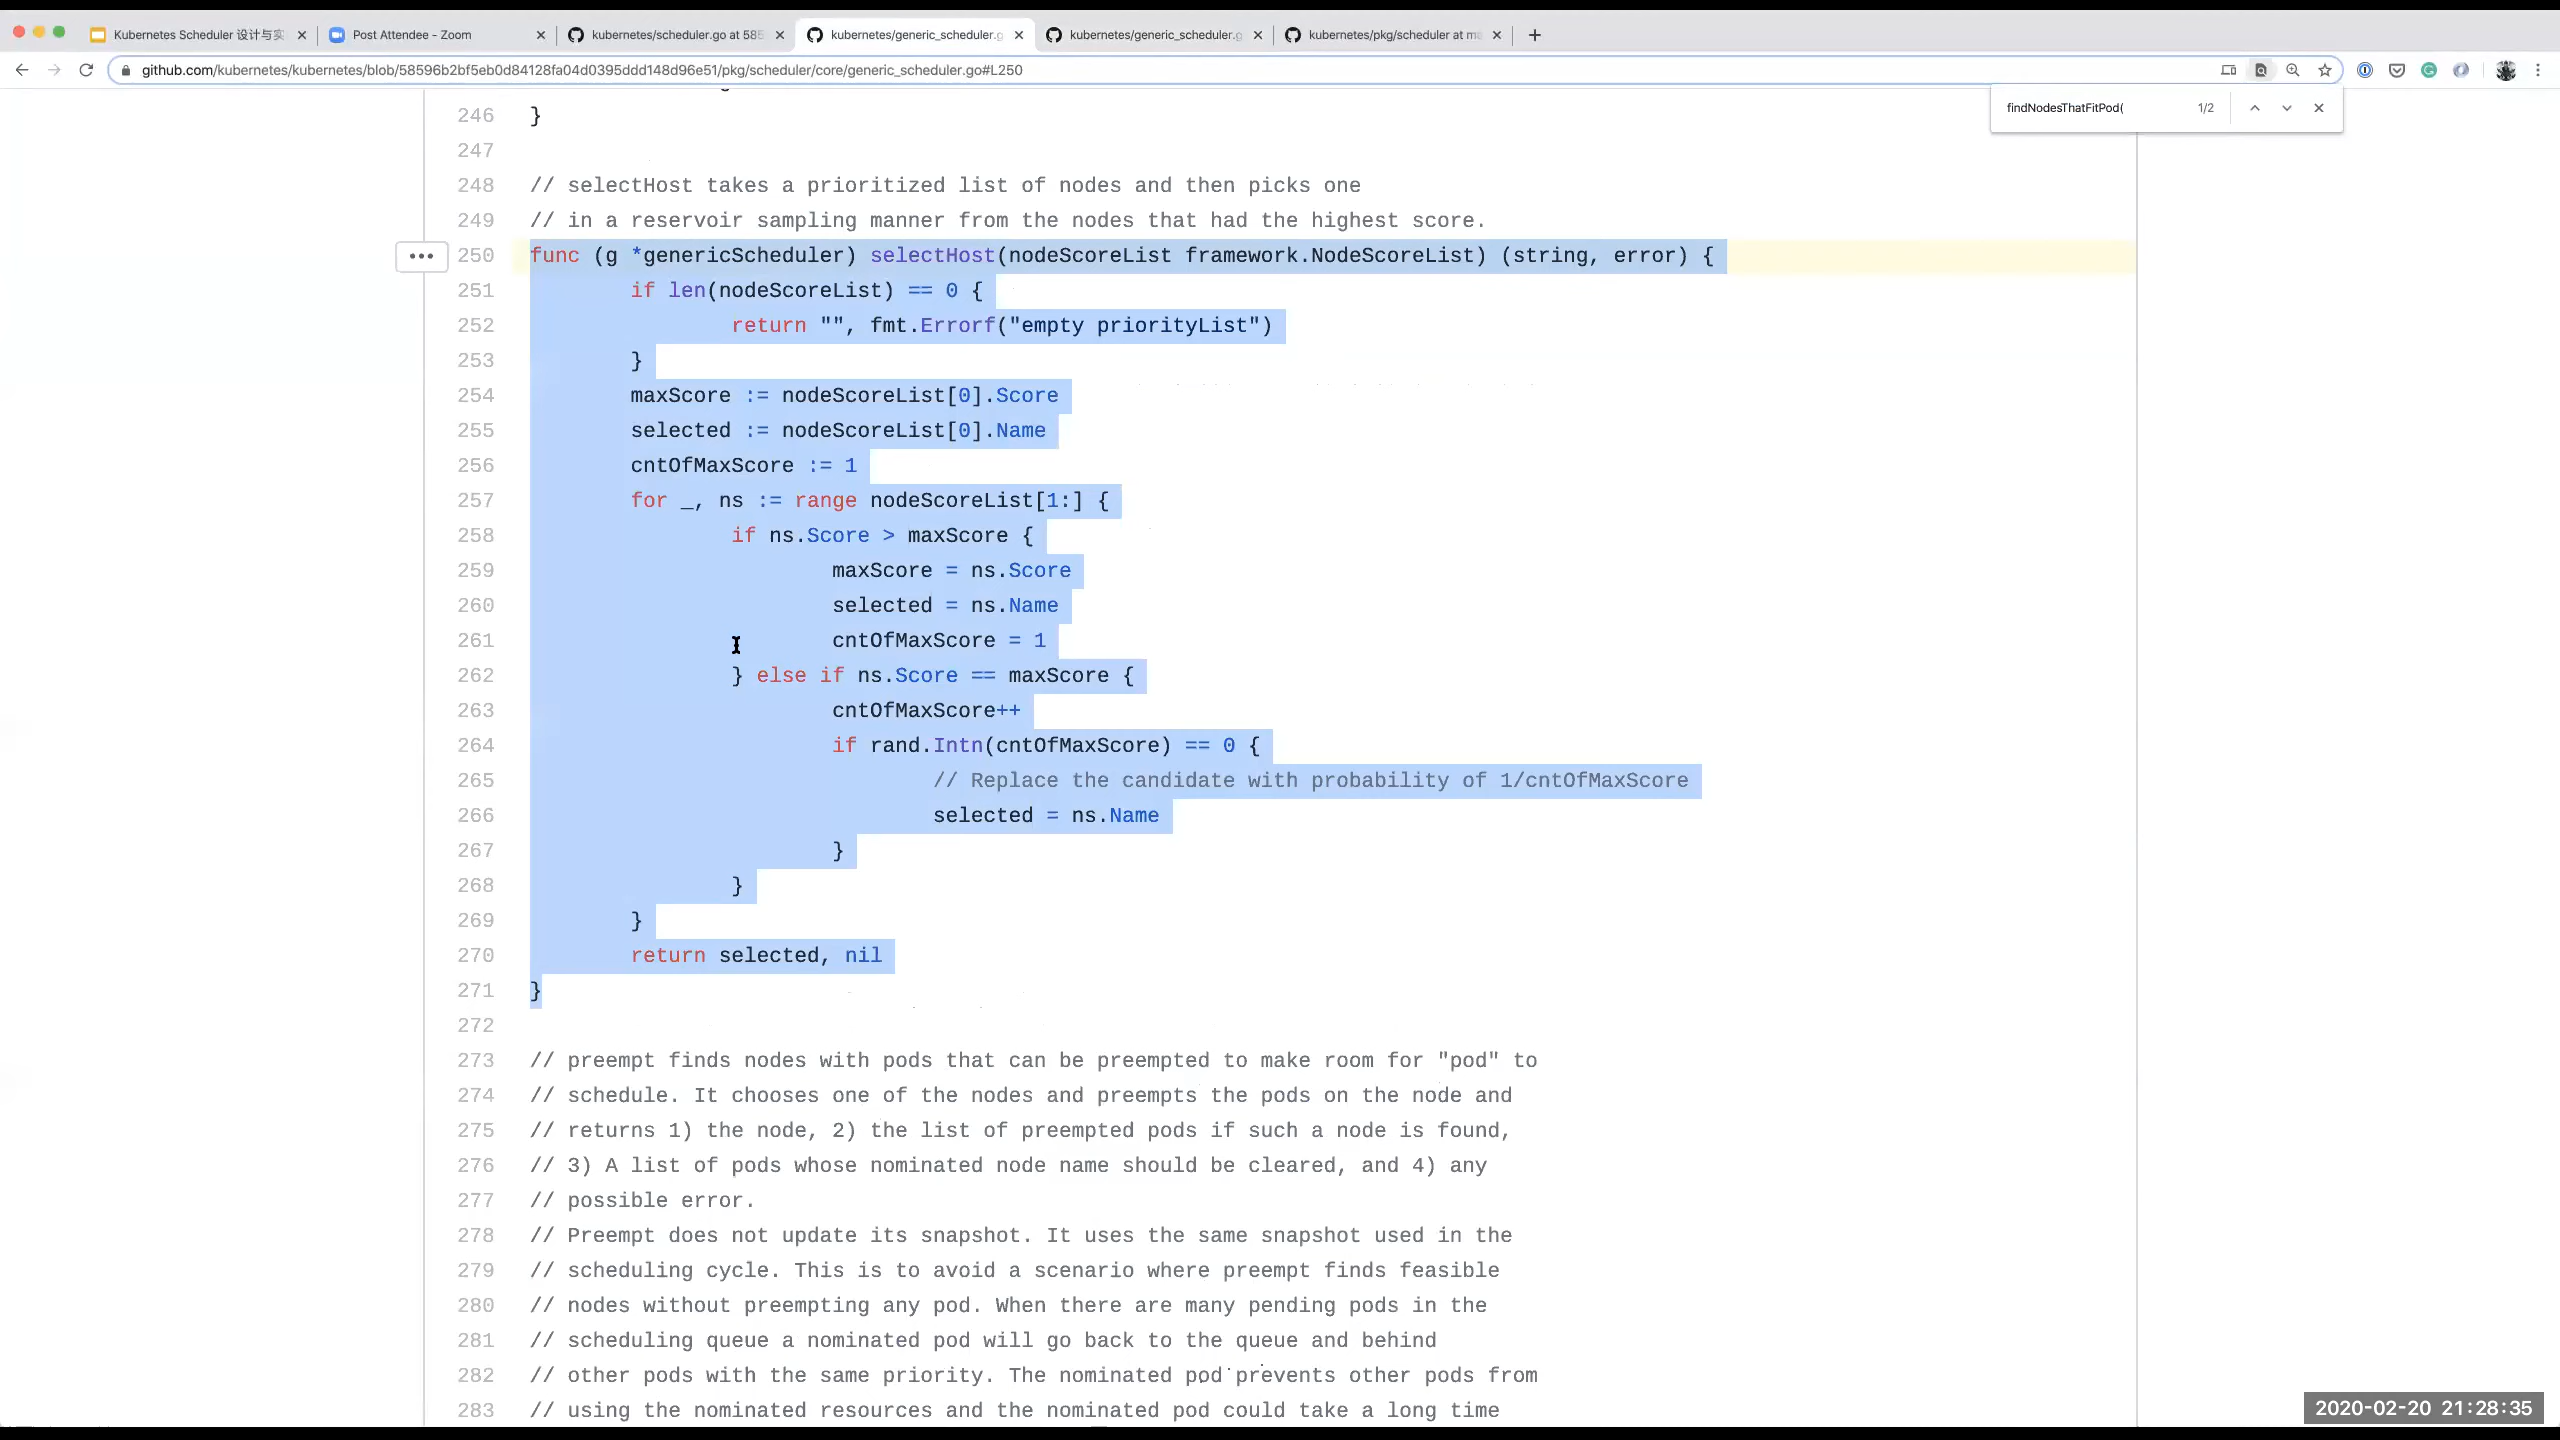 Kubernetes Scheduler 设计与实
Post Attendee - Zoom
kubernetes/scheduler.go at 585
kubernetes/generic_scheduler.g
kubernetes/generic_scheduler.g
kubernetes/pkg/scheduler at m
github.com/kubernetes/kubernetes/blob/58596b2bf5eb0d84128fa04d0395ddd148d96e51/pkg/scheduler/core/generic_scheduler.go#L250
findNodesThatFitPod( 1/2
246 }
247
248 // selectHost takes a prioritized list of nodes and then picks one
249 // in a reservoir sampling manner from the nodes that had the highest score.
250 func (g *genericScheduler) selectHost(nodeScoreList framework.NodeScoreList) (string, error) {
251 if len(nodeScoreList) == 0 {
252 return "", fmt.Errorf("empty priorityList")
253 }
254 maxScore := nodeScoreList[0].Score
255 selected := nodeScoreList[0].Name
256 cntOfMaxScore := 1
257 for _, ns := range nodeScoreList[1:] {
258 if ns.Score > maxScore {
259 maxScore = ns.Score
260 selected = ns.Name
261 cntOfMaxScore = 1
262 } else if ns.Score == maxScore {
263 cntOfMaxScore++
264 if rand.Intn(cntOfMaxScore) == 0 {
265 // Replace the candidate with probability of 1/cntOfMaxScore
266 selected = ns.Name
267 }
268 }
269 }
270 return selected, nil
271 }
272
273 // preempt finds nodes with pods that can be preempted to make room for "pod" to
274 // schedule. It chooses one of the nodes and preempts the pods on the node and
275 // returns 1) the node, 2) the list of preempted pods if such a node is found,
276 // 3) A list of pods whose nominated node name should be cleared, and 4) any
277 // possible error.
278 // Preempt does not update its snapshot. It uses the same snapshot used in the
279 // scheduling cycle. This is to avoid a scenario where preempt finds feasible
280 // nodes without preempting any pod. When there are many pending pods in the
281 // scheduling queue a nominated pod will go back to the queue and behind
282 // other pods with the same priority. The nominated pod prevents other pods from
283 // using the nominated resources and the nominated pod could take a long time
2020-02-20 21:28:35